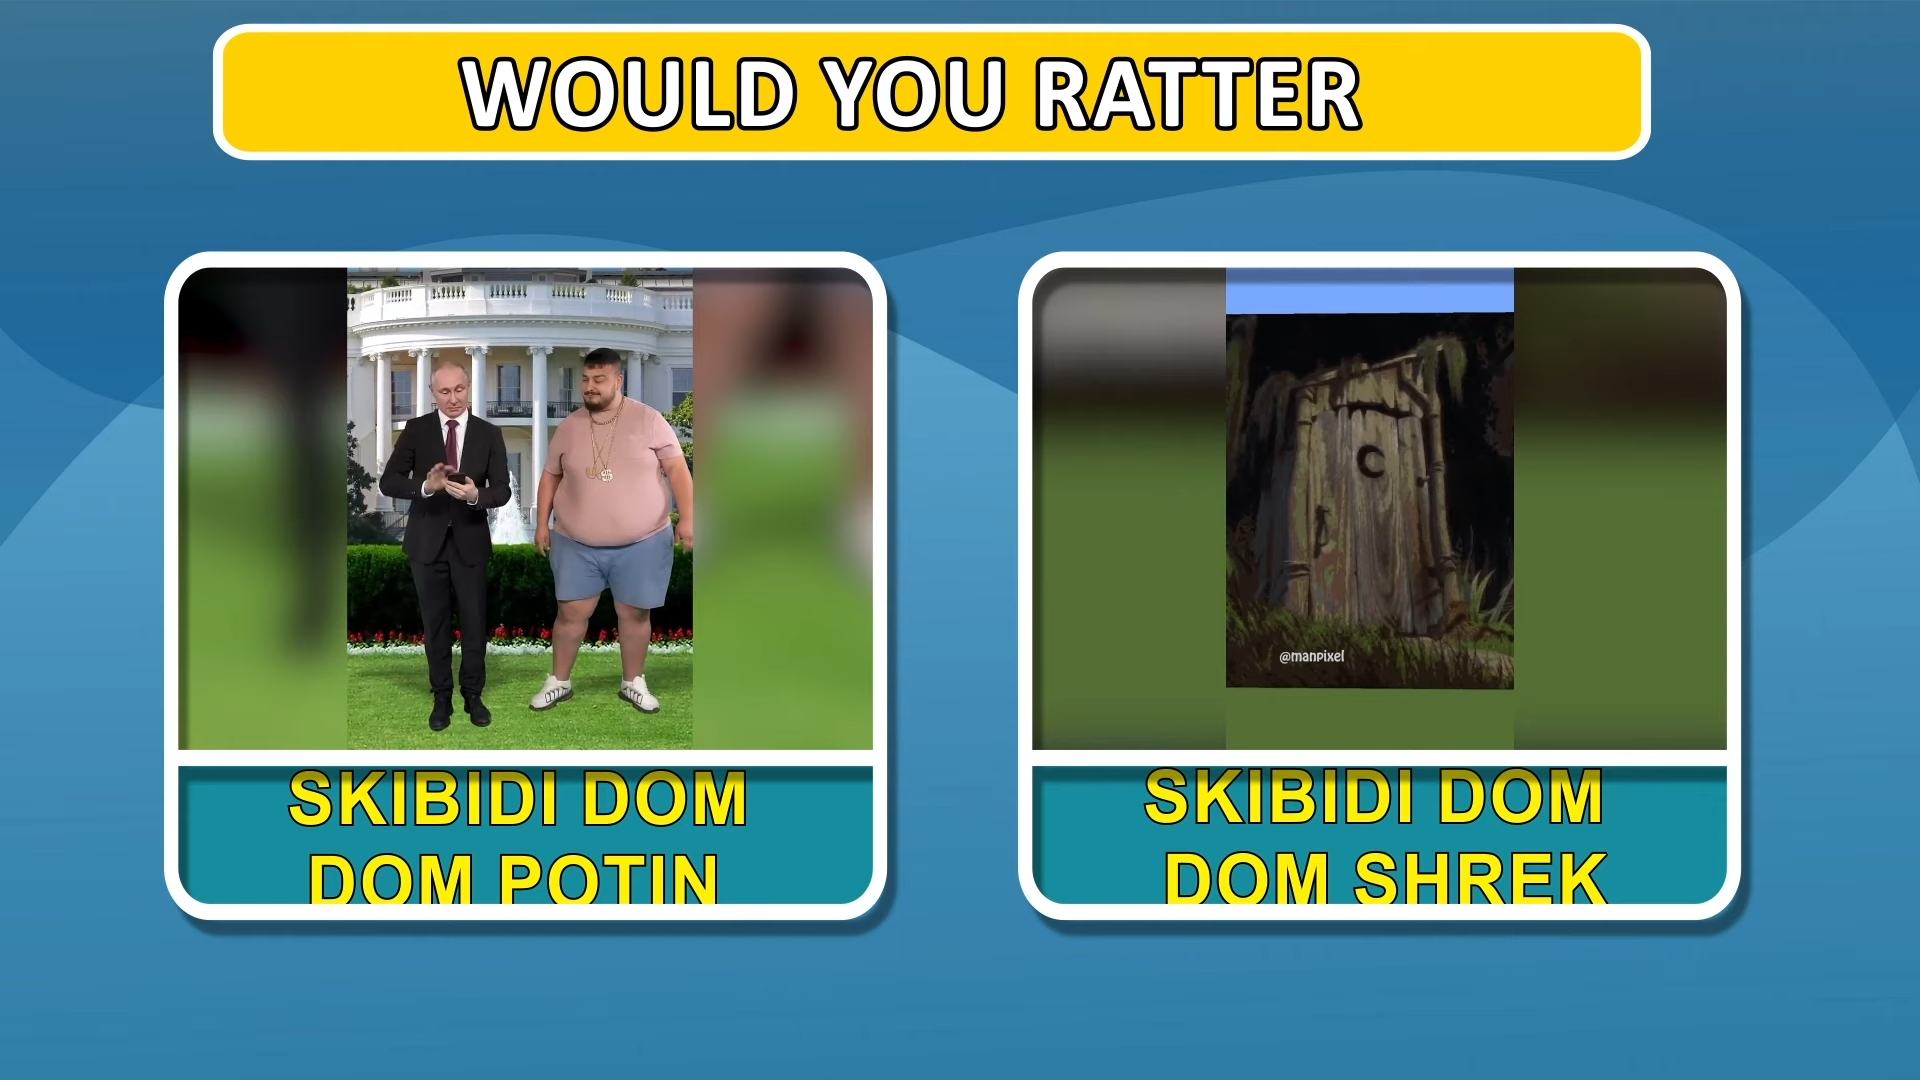 WOULD YOU RATTER
SKIBIDI DOM
DOM POTIN
@manpixel
SKIBIDI DOM
DOM SHREK